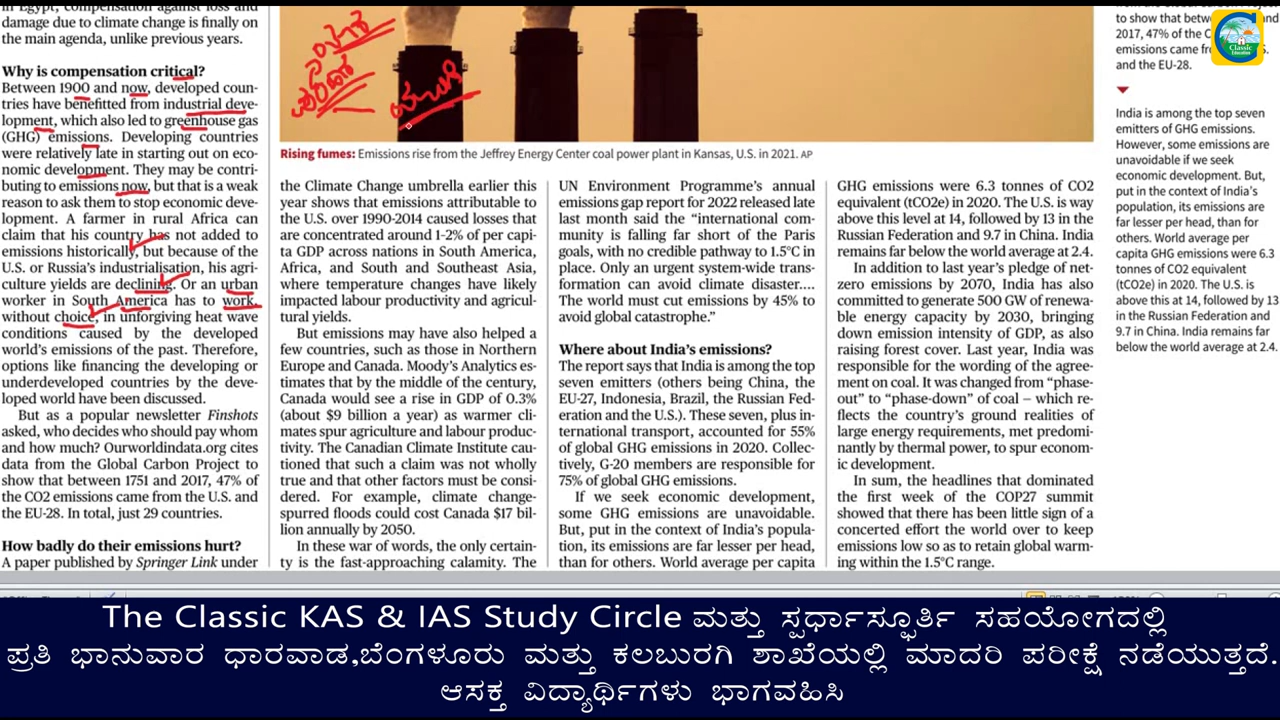 in Egypt, compensation against loss and
damage due to climate change is finally on
the main agenda, unlike previous years.
Why is compensation critical?
Between 1900 and now, developed coun-
tries have benefitted from industrial deve-
lopment, which also led to greenhouse gas
(GHG) emissions. Developing countries
were relatively late in starting out on eco-
nomic development. They may be contri-
buting to emissions now, but that is a weak
reason to ask them to stop economic deve-
lopment. A farmer in rural Africa can
claim that his country has not added to
emissions historically, but because of the
U.S. or Russia's industrialisation, his agri-
culture yields are declining. Or an urban
worker in South America has to work,
without choice, in unforgiving heat wave
conditions caused by the developed
world's emissions of the past. Therefore,
options like financing the developing or
underdeveloped countries by the deve-
loped world have been discussed.
But as a popular newsletter Finshots
asked, who decides who should pay whom
and how much? Ourworldindata.org cites
data from the Global Carbon Project to
show that between 1751 and 2017, 47% of
the CO2 emissions came from the U.S. and
the EU-28. In total, just 29 countries.
How badly do their emissions hurt?
A paper published by Springer Link under
Rising fumes: Emissions rise from the Jeffrey Energy Center coal power plant in Kansas, U.S. in 2021. AP
the Climate Change umbrella earlier this
year shows that emissions attributable to
the U.S. over 1990-2014 caused losses that
are concentrated around 1-2% of per capi-
ta GDP across nations in South America,
Africa, and South and Southeast Asia,
where temperature changes have likely
impacted labour productivity and agricul-
tural yields.
But emissions may have also helped a
few countries, such as those in Northern
Europe and Canada. Moody's Analytics es-
timates that by the middle of the century,
Canada would see a rise in GDP of 0.3%
(about $9 billion a year) as warmer cli-
mates spur agriculture and labour produc-
tivity. The Canadian Climate Institute cau-
tioned that such a claim was not wholly
true and that other factors must be consi-
dered. For example, climate change-
spurred floods could cost Canada $17 bil-
lion annually by 2050.
In these war of words, the only certain-
ty is the fast-approaching calamity. The
UN Environment Programme's annual
emissions gap report for 2022 released late
last month said the "international com-
munity is falling far short of the Paris
goals, with no credible pathway to 1.5°C in
place. Only an urgent system-wide trans-
formation can avoid climate disaster....
The world must cut emissions by 45% to
avoid global catastrophe."
Where about India's emissions?
The report says that India is among the top
seven emitters (others being China, the
EU-27, Indonesia, Brazil, the Russian Fed-
eration and the U.S.). These seven, plus in-
ternational transport, accounted for 55%
of global GHG emissions in 2020. Collec-
tively, G-20 members are responsible for
75% of global GHG emissions.
If we seek economic development,
some GHG emissions are unavoidable.
But, put in the context of India's popula-
tion, its emissions are far lesser per head,
than for others. World average per capita
GHG emissions were 6.3 tonnes of CO2
equivalent (tCO2e) in 2020. The U.S. is way
above this level at 14, followed by 13 in the
Russian Federation and 9.7 in China. India
remains far below the world average at 2.4.
In addition to last year's pledge of net-
zero emissions by 2070, India has also
committed to generate 500 GW of renewa-
ble energy capacity by 2030, bringing
down emission intensity of GDP, as also
raising forest cover. Last year, India was
responsible for the wording of the agree-
ment on coal. It was changed from "phase-
out" to "phase-down" of coal – which re-
flects the country's ground realities of
large energy requirements, met predomi-
nantly by thermal power, to spur econom-
ic development.
In sum, the headlines that dominated
the first week of the COP27 summit
showed that there has been little sign of a
concerted effort the world over to keep
emissions low so as to retain global warm-
ing within the 1.5°C range.
to show that betw
2017, 47% of the C
emissions came
and the EU-28.
India is among the top seven
emitters of GHG emissions.
However, some emissions are
unavoidable if we seek
economic development. But,
put in the context of India's
population, its emissions are
far lesser per head, than for
others. World average per
capita GHG emissions were 6.3
tonnes of CO2 equivalent
(tCO2e) in 2020. The U.S. is
above this at 14, followed by 13
in the Russian Federation and
9.7 in China. India remains far
below the world average at 2.4.
Classic
Education
The Classic KAS & IAS Study Circle ಮತ್ತು ಸ್ಪರ್ಧಾಸ್ಫೂರ್ತಿ ಸಹಯೋಗದಲ್ಲಿ
ಪ್ರತಿ ಭಾನುವಾರ ಧಾರವಾಡ,ಬೆಂಗಳೂರು ಮತ್ತು ಕಲಬುರಗಿ ಶಾಖೆಯಲ್ಲಿ ಮಾದರಿ ಪರೀಕ್ಷೆ ನಡೆಯುತ್ತದೆ.
ಆಸಕ್ತ ವಿದ್ಯಾರ್ಥಿಗಳು ಭಾಗವಹಿಸಿ